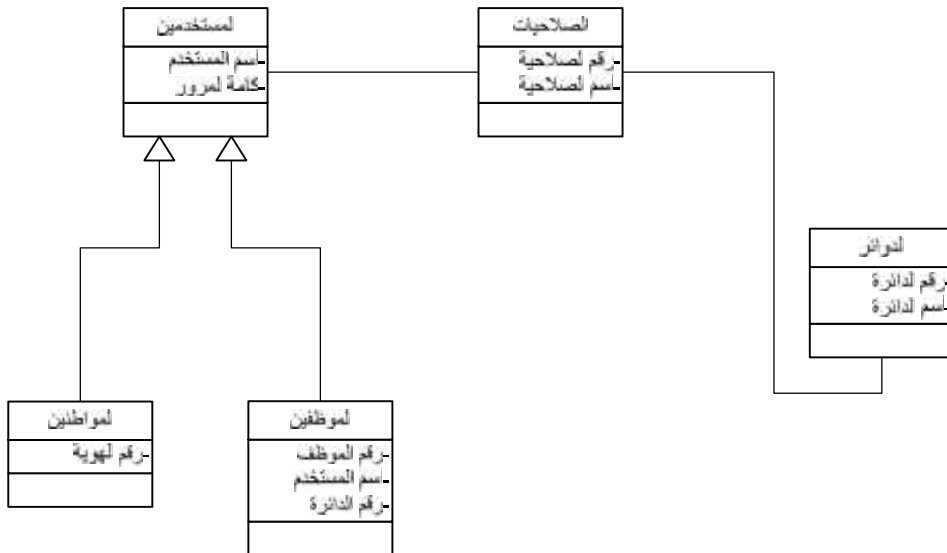 المستخدمين
-اسم المستخدم
-كلمة المرور
الصلاحيات
-رقم الصلاحية
-اسم الصلاحية
الدوائر
-رقم الدائرة
-اسم الدائرة
المواطنين
-رقم الهوية
الموظفين
-رقم الموظف
-اسم المستخدم
-رقم الدائرة